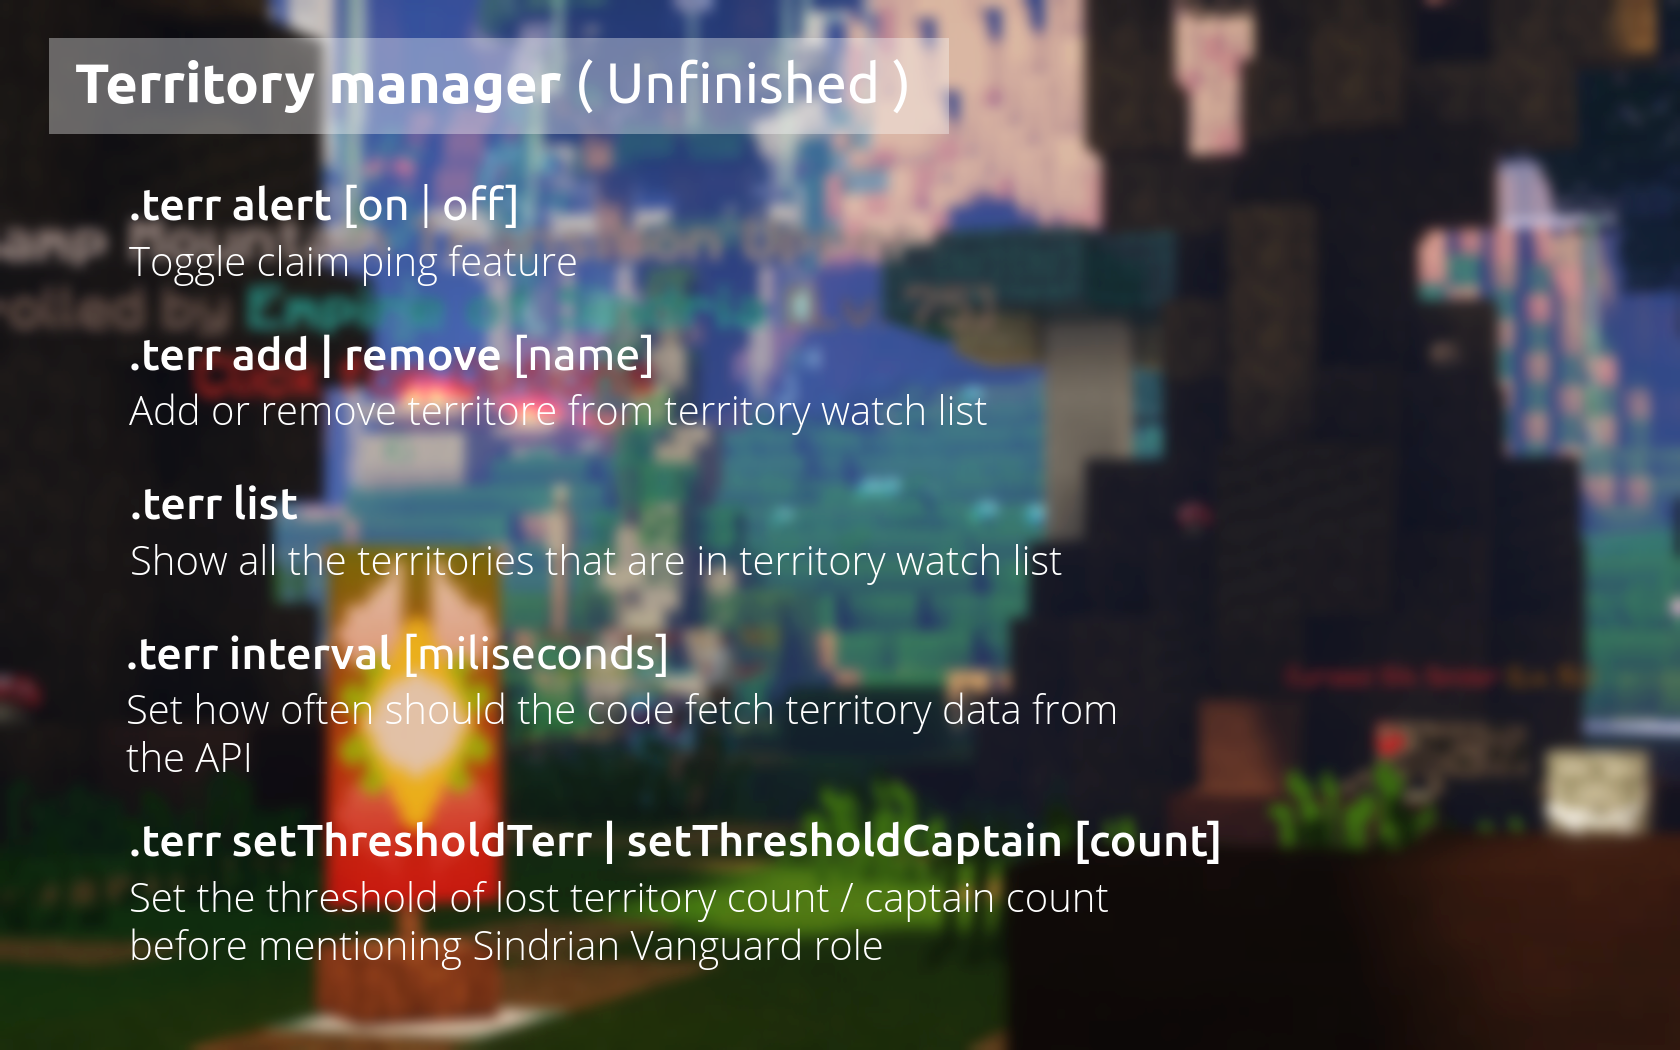 Territory manager ( Unfinished )
.terr alert [on | off]
Toggle claim ping feature
.terr add | remove [name]
Add or remove territore from territory watch list
.terr list
Show all the territories that are in territory watch list
.terr interval [miliseconds]
Set how often should the code fetch territory data from
the API
.terr setThresholdTerr | setThresholdCaptain [count]
Set the threshold of lost territory count / captain count
before mentioning Sindrian Vanguard role